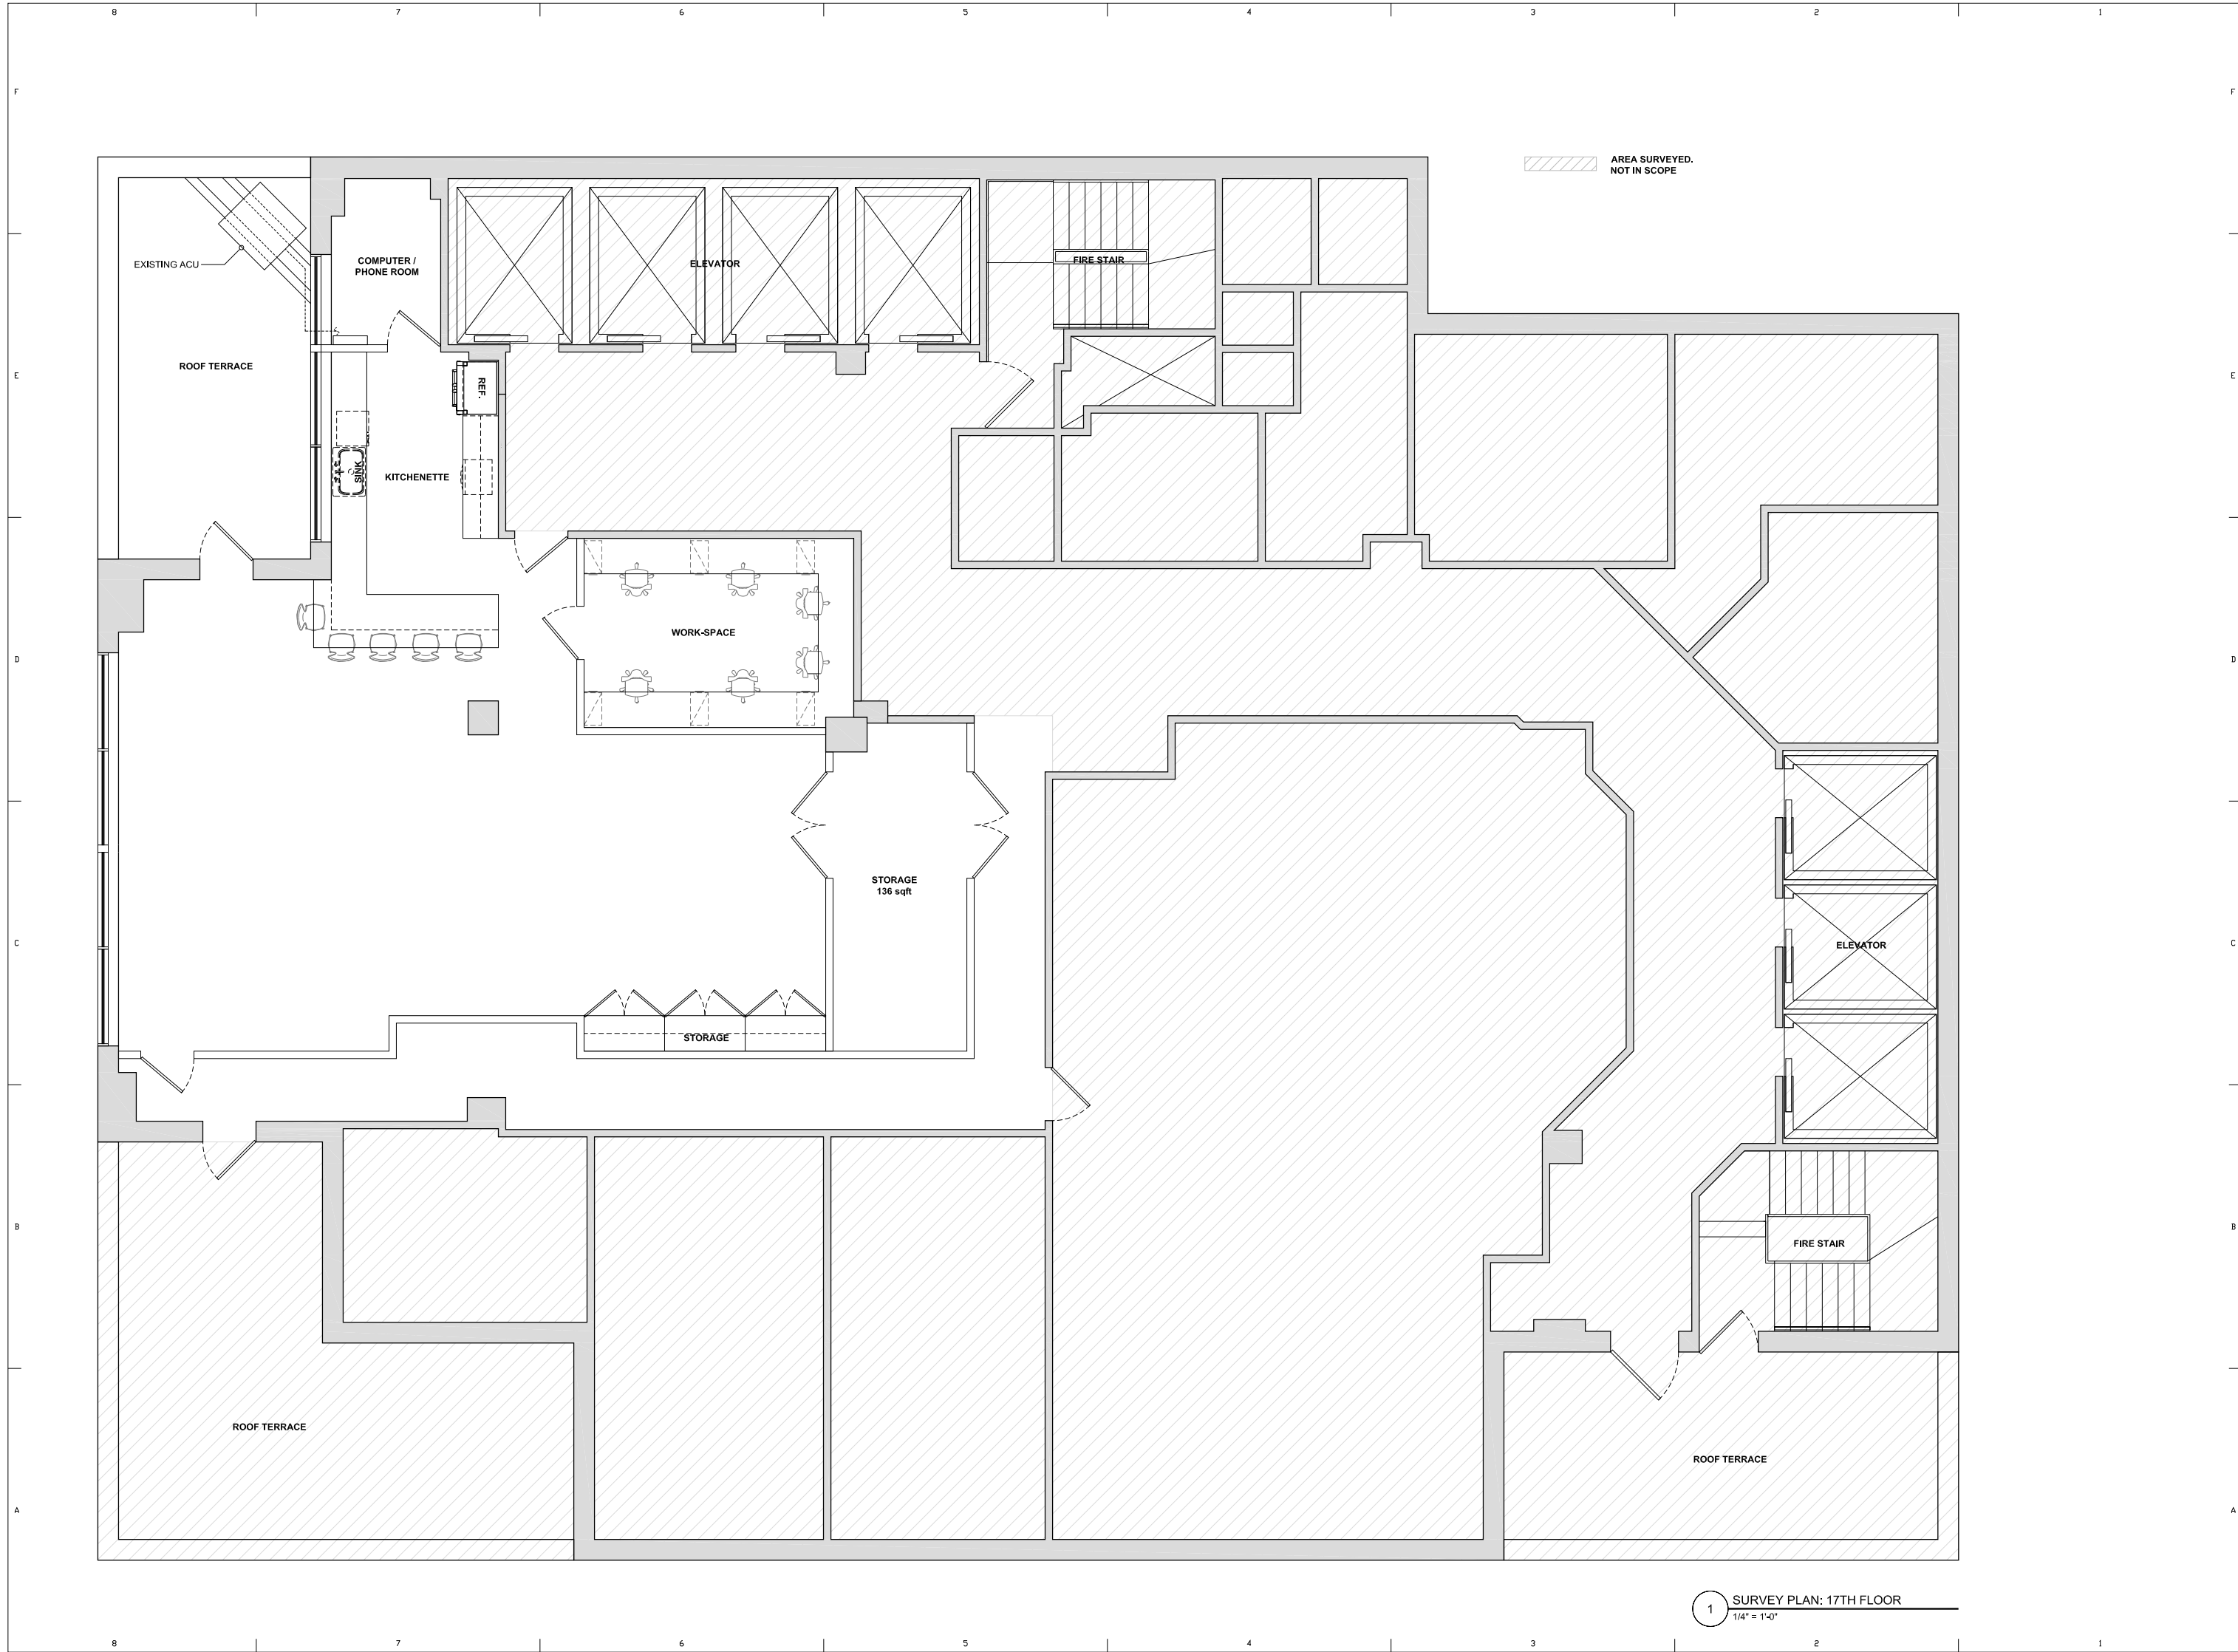 8 7 6 5 4 3 2 1
F F
AREA SURVEYED.
NOT IN SCOPE
COMPUTER /
PHONE ROOM
EXISTING ACU
ELEVATOR
FIRE STAIR
ROOF TERRACE
E E
REF.
SINK
KITCHENETTE
WORK-SPACE
D D
STORAGE
136 sqft
C C
ELEVATOR
STORAGE
B B
FIRE STAIR
ROOF TERRACE
ROOF TERRACE
A A
1
SURVEY PLAN: 17TH FLOOR
1/4" = 1'-0"
8 7 6 5 4 3 2 1